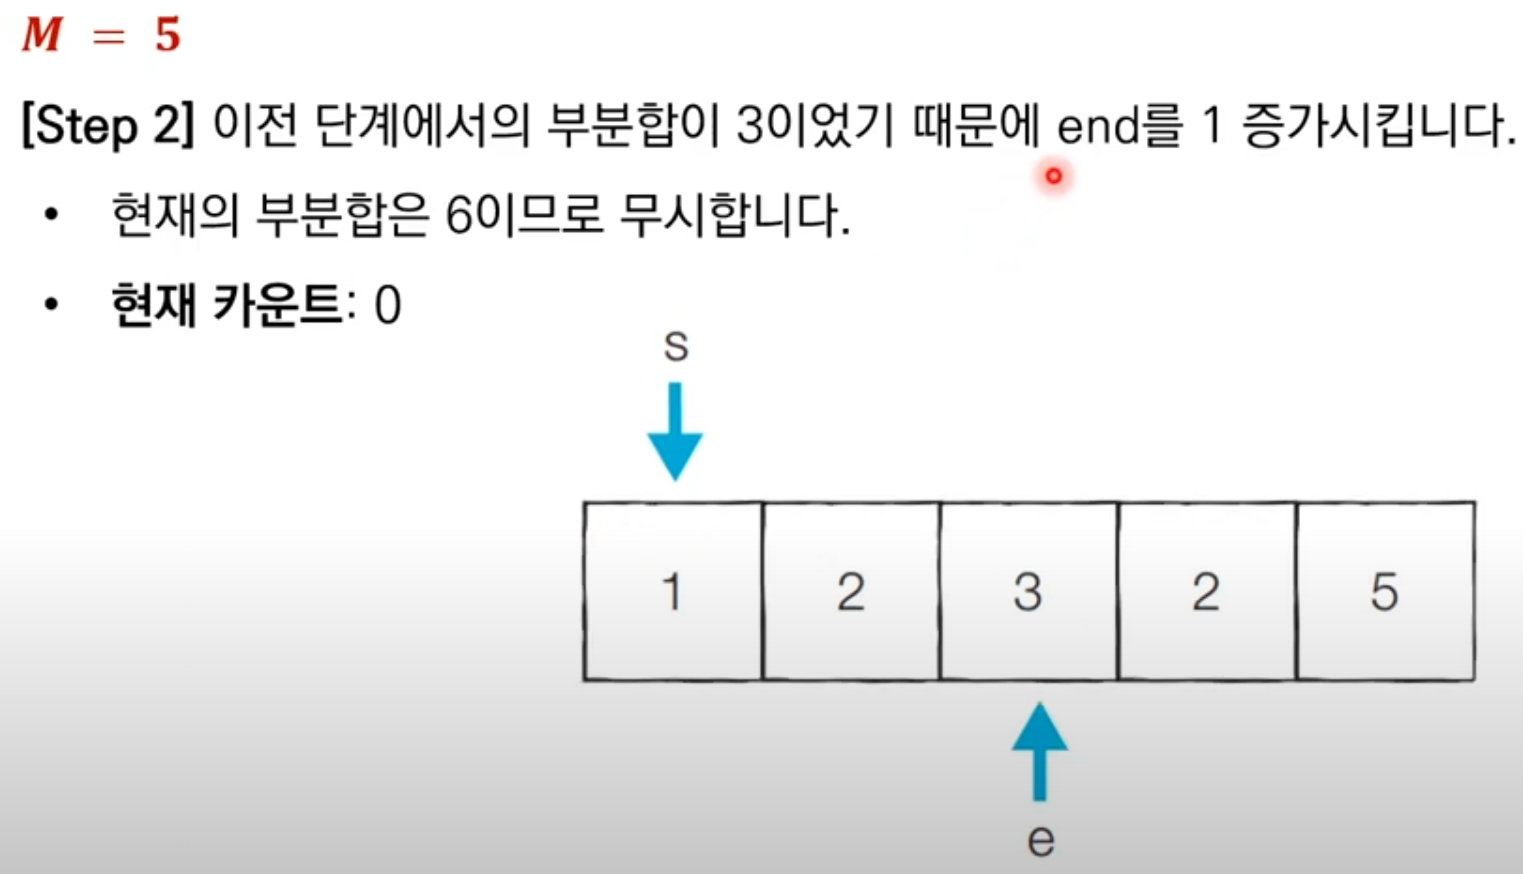 M = 5
[Step 2] 이전 단계에서의 부분합이 3이었기 때문에 end를 1 증가시킵니다.
• 현재의 부분합은 6이므로 무시합니다.
• 현재 카운트: 0
s
1 2 3 2 5
e